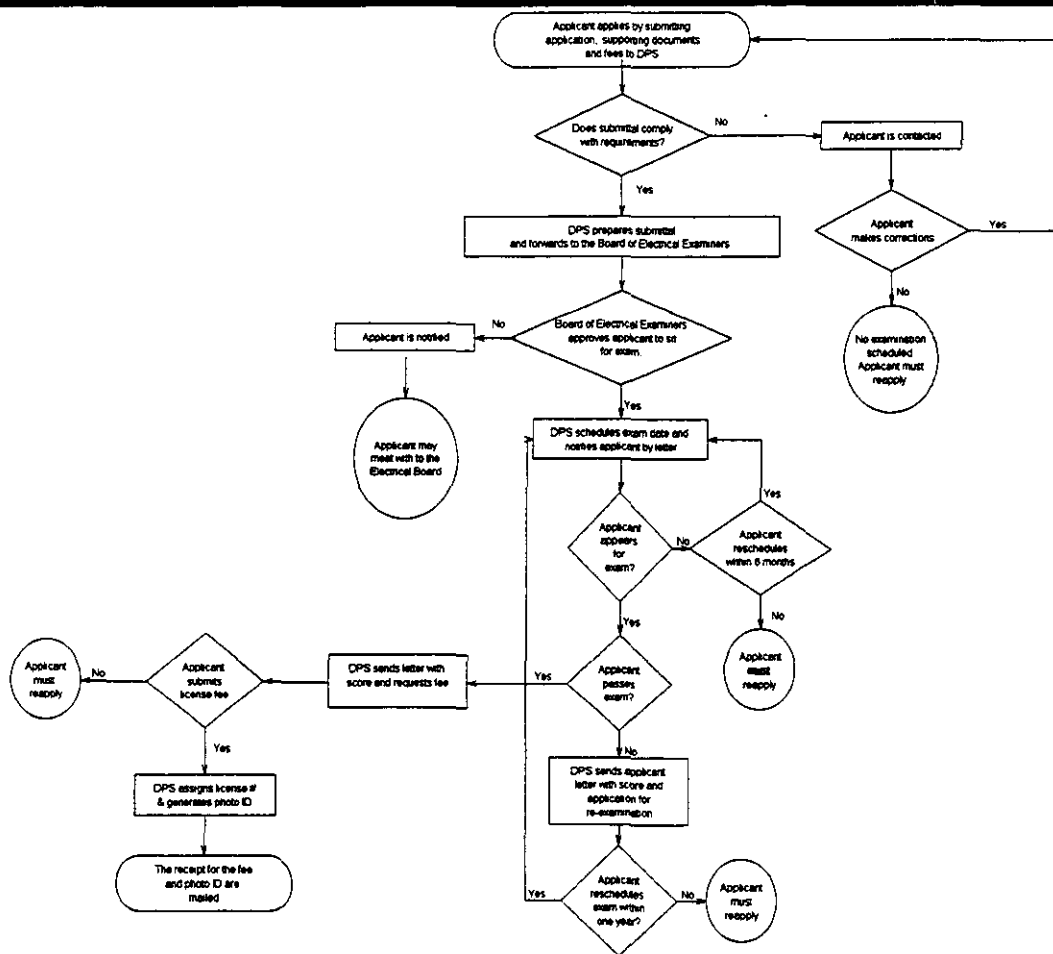 Applicant applies by submitting
application, supporting documents
and fees to DPS
Does submittal comply
with requirements?
No
Applicant is contacted
Yes
DPS prepares submittal
and forwards to the Board of Electrical Examiners
Applicant
makes corrections
Yes
No
No examination
scheduled
Applicant must
reapply
Board of Electrical Examiners
approves applicant to sit
for exam.
No
Applicant is notified
Applicant may
meet with to the
Electrical Board
Yes
DPS schedules exam date and
notifies applicant by letter
Applicant
appears
for
exam?
No
Applicant
reschedules
within 6 months
Yes
No
Applicant
must
reapply
Yes
Applicant
passes
exam?
Yes
DPS sends letter with
score and requests fee
Applicant
submits
license fee
No
Applicant
must
reapply
Yes
DPS assigns license #
& generates photo ID
The receipt for the fee
and photo ID are
mailed
No
DPS sends applicant
letter with score and
application for
re-examination
Applicant
reschedules
exam within
one year?
Yes
No
Applicant
must
reapply